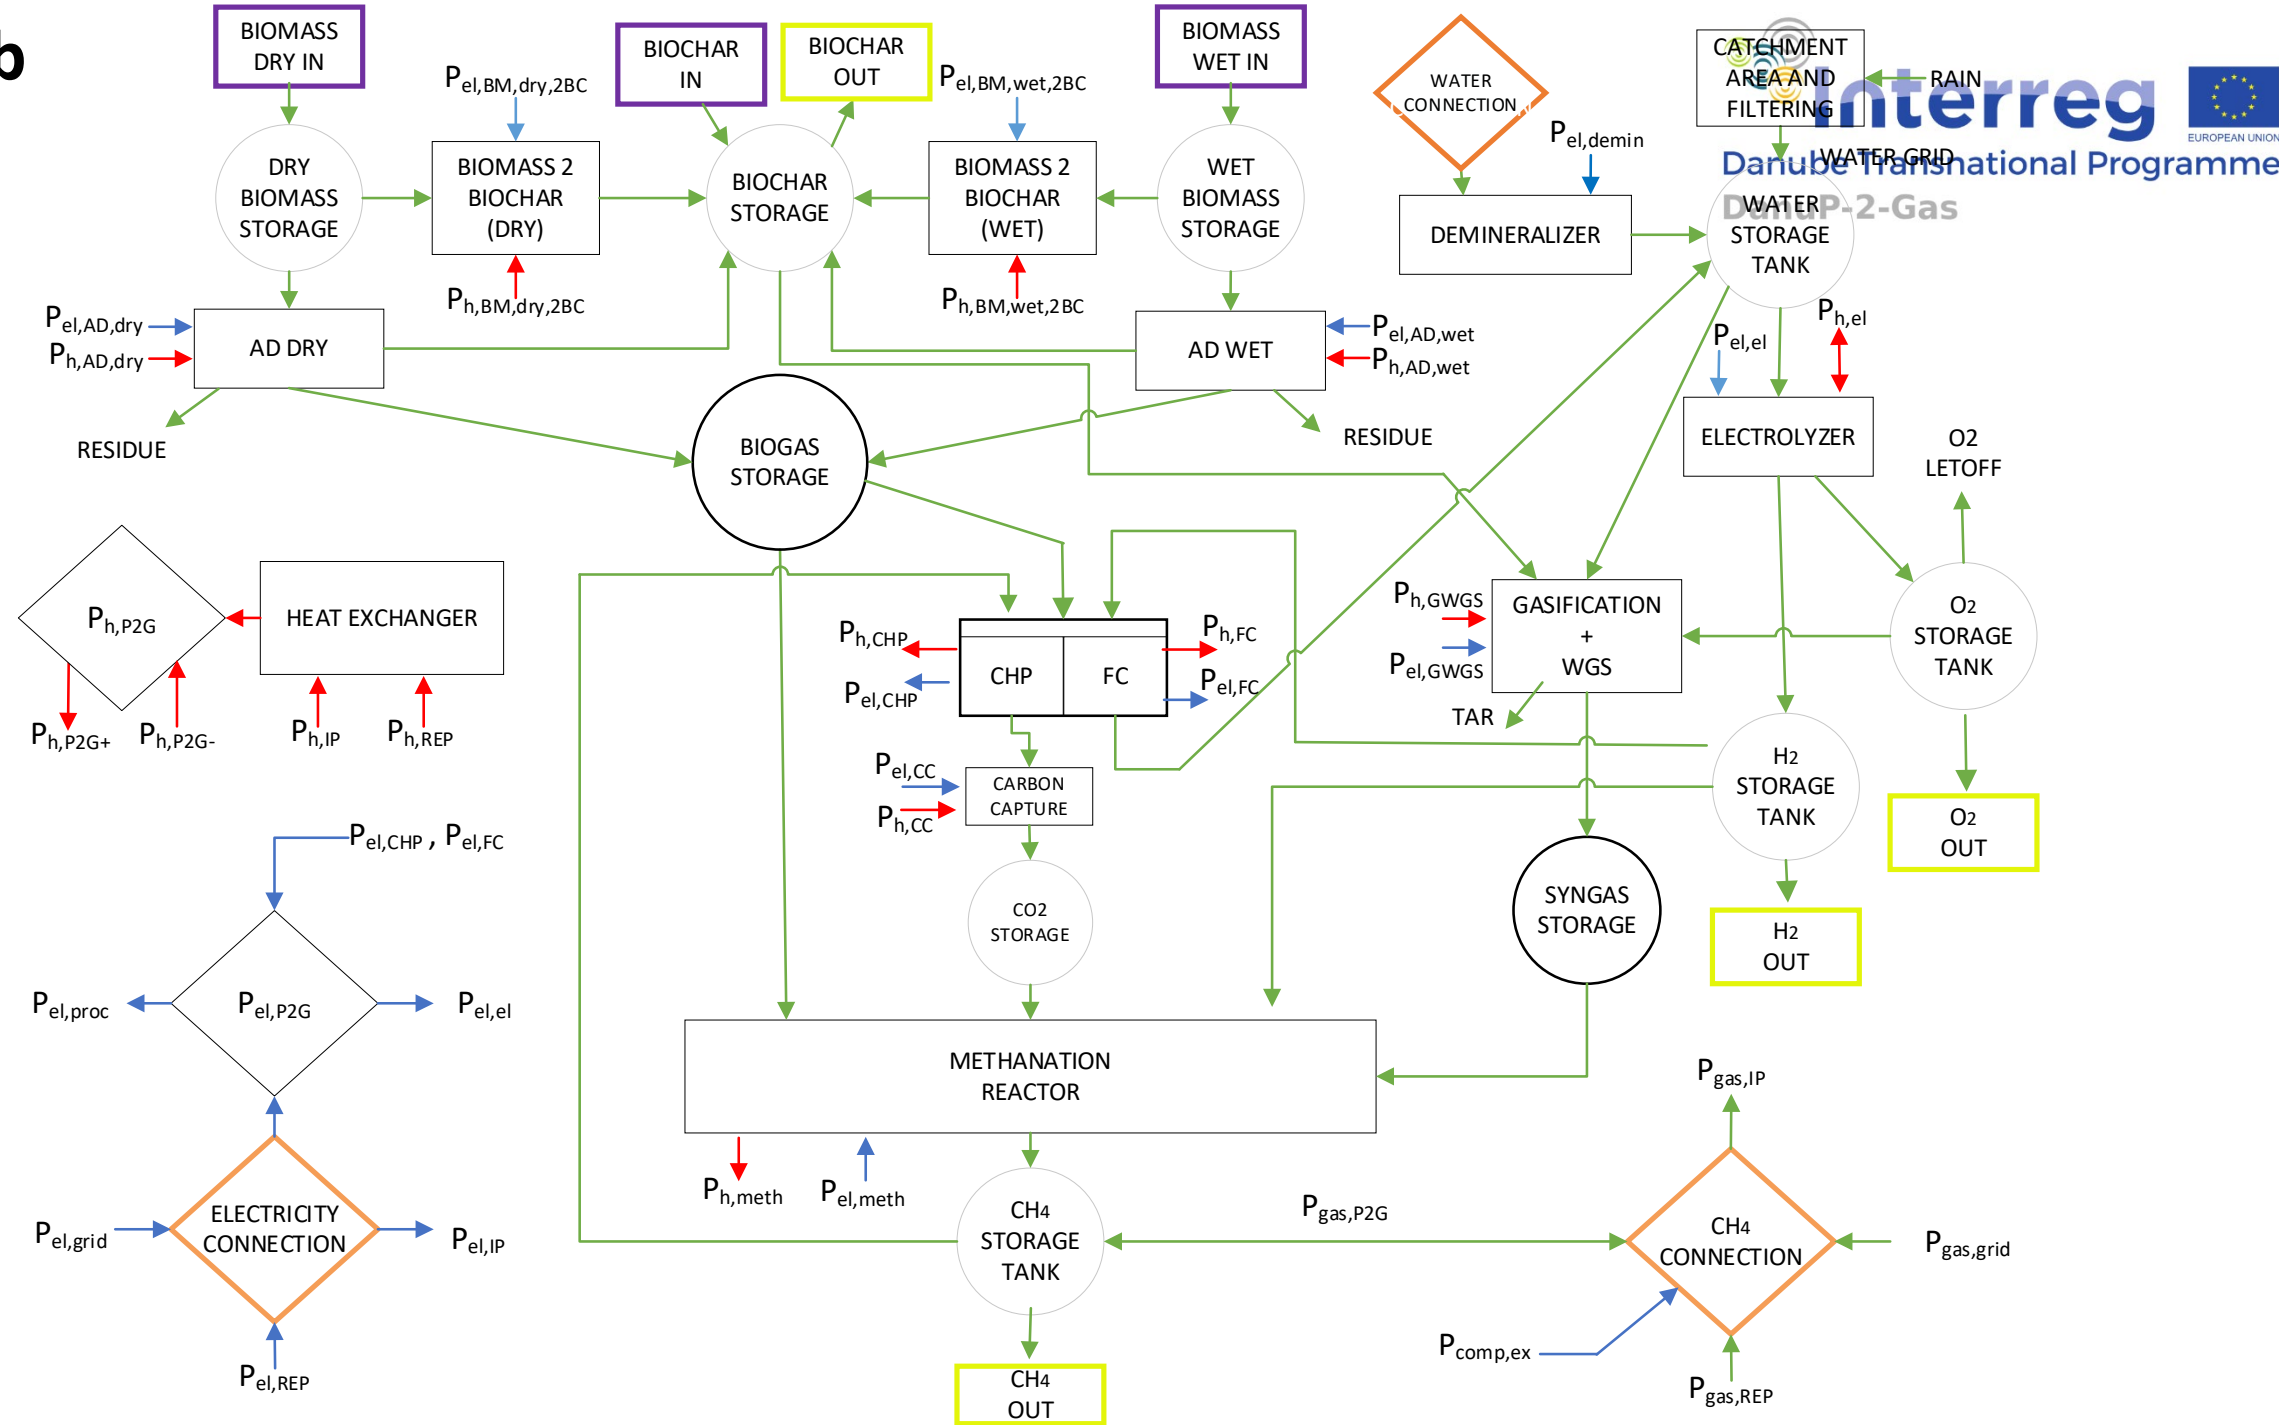 b
BIOMASS
DRY IN
BIOCHAR
IN
BIOCHAR
OUT
BIOMASS
WET IN
WATER
CONNECTION
CATCHMENT
AREA AND
FILTERING
RAIN
Interreg
EUROPEAN UNION
Danube Transnational Programme
WATER GRID
DanuP-2-Gas
Pel,BM,dry,2BC
Pel,BM,wet,2BC
Pel,demin
DRY
BIOMASS
STORAGE
BIOMASS 2
BIOCHAR
(DRY)
BIOCHAR
STORAGE
BIOMASS 2
BIOCHAR
(WET)
WET
BIOMASS
STORAGE
DEMINERALIZER
WATER
STORAGE
TANK
Ph,BM,dry,2BC
Ph,BM,wet,2BC
Pel,AD,dry
Ph,AD,dry
AD DRY
AD WET
Pel,AD,wet
Ph,AD,wet
Pel,el
Ph,el
RESIDUE
BIOGAS
STORAGE
RESIDUE
ELECTROLYZER
O2
LETOFF
Ph,P2G
HEAT EXCHANGER
Ph,P2G+
Ph,P2G-
Ph,IP
Ph,REP
Ph,CHP
Pel,CHP
CHP
FC
Ph,FC
Pel,FC
Ph,GWGS
Pel,GWGS
GASIFICATION
+
WGS
TAR
O2
STORAGE
TANK
Pel,CC
Ph,CC
CARBON
CAPTURE
H2
STORAGE
TANK
O2
OUT
Pel,CHP , Pel,FC
CO2
STORAGE
SYNGAS
STORAGE
H2
OUT
Pel,proc
Pel,P2G
Pel,el
METHANATION
REACTOR
Ph,meth
Pel,meth
Pgas,IP
Pel,grid
ELECTRICITY
CONNECTION
Pel,IP
Pel,REP
CH4
STORAGE
TANK
Pgas,P2G
CH4
CONNECTION
Pgas,grid
Pcomp,ex
Pgas,REP
CH4
OUT